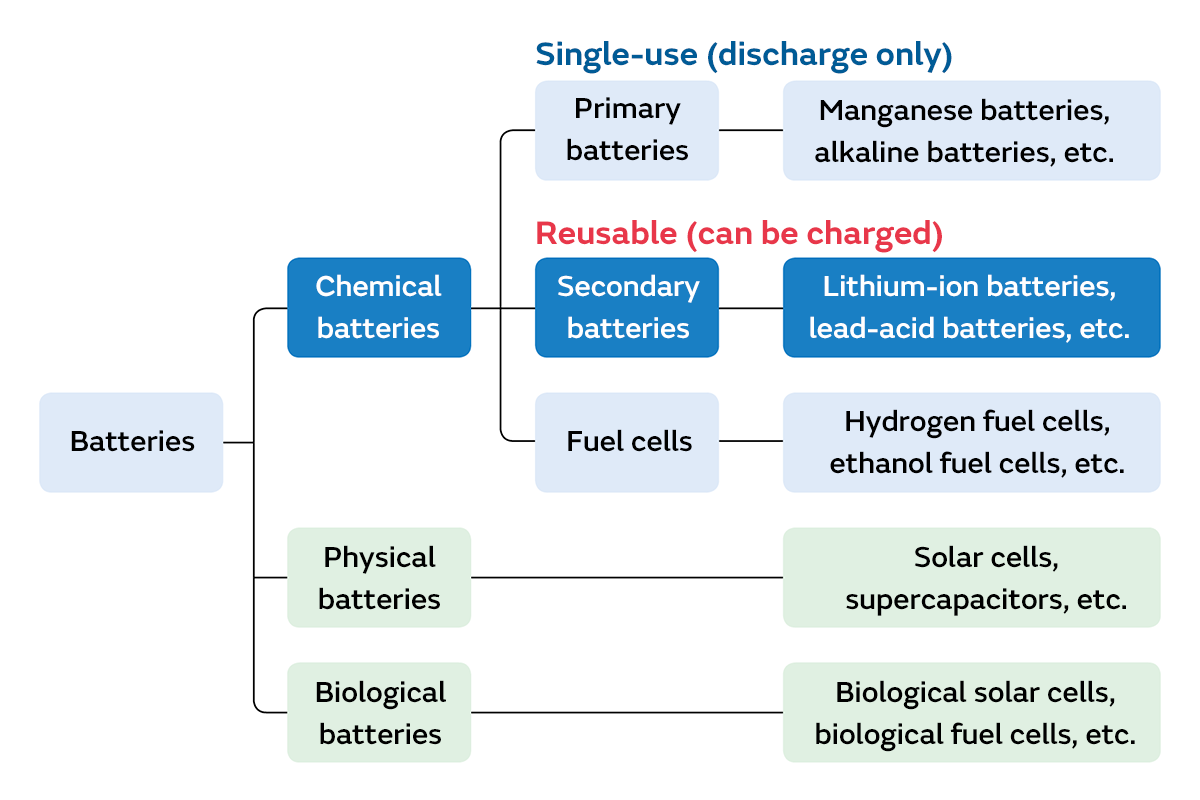 Single-use (discharge only)
Primary
batteries
Manganese batteries,
alkaline batteries, etc.
Reusable (can be charged)
Chemical
batteries
Secondary
batteries
Lithium-ion batteries,
lead-acid batteries, etc.
Batteries
Fuel cells
Hydrogen fuel cells,
ethanol fuel cells, etc.
Physical
batteries
Solar cells,
supercapacitors, etc.
Biological
batteries
Biological solar cells,
biological fuel cells, etc.